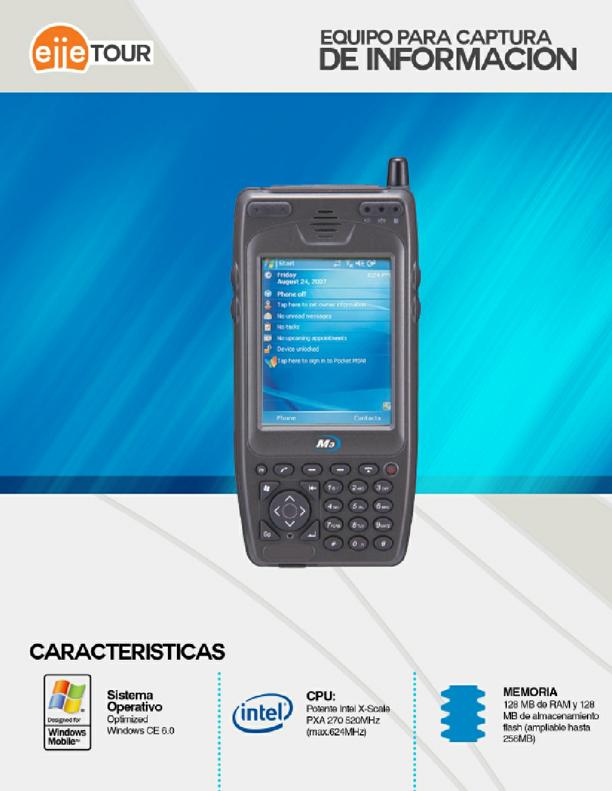 ejje TOUR
EQUIPO PARA CAPTURA
DE INFORMACION
Start
Friday
August 24, 2007
Phone off
Tap here to set owner information
No unread messages
No tasks
No upcoming appointments
Device unlocked
Tap here to sign in to Pocket MSN!
Phone Contacts
M3
CARACTERISTICAS
Designed for
Windows
Mobile™
Sistema
Operativo
Optimized
Windows CE 6.0
intel
CPU:
Potente Intel X-Scale
PXA 270 520MHz
(max.624MHz)
MEMORIA
128 MB de RAM y 128
MB de almacenamiento
flash (ampliable hasta
256MB)